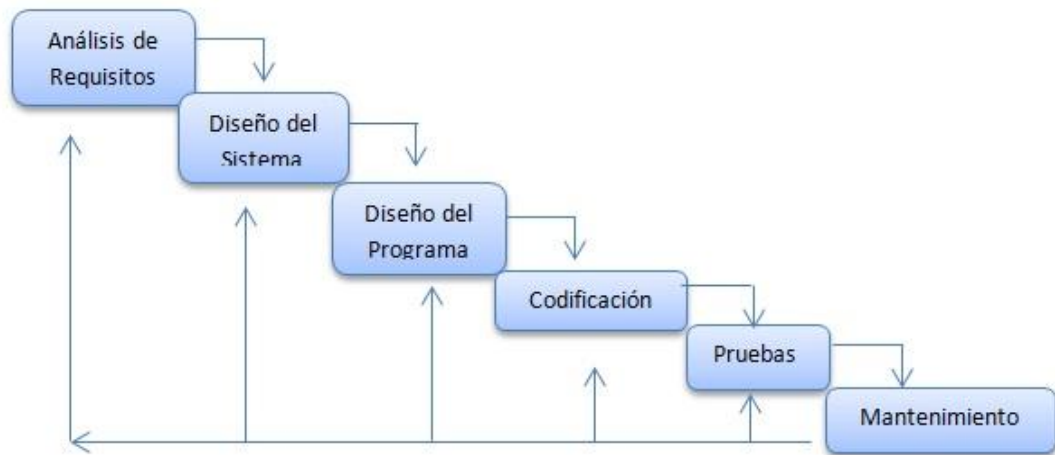 Análisis de
Requisitos
Diseño del
Sistema
Diseño del
Programa
Codificación
Pruebas
Mantenimiento